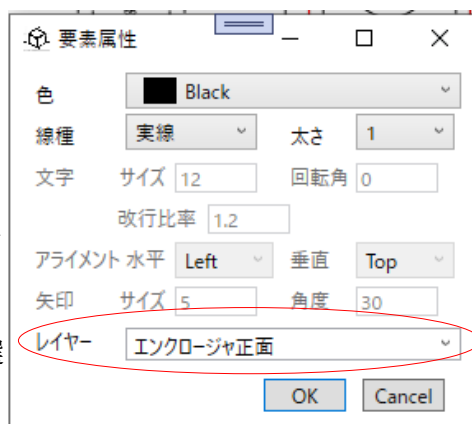 要素属性
色 Black
線種 実線 太さ 1
文字 サイズ 12 回転角 0
改行比率 1.2
アライメント 水平 Left 垂直 Top
矢印 サイズ 5 角度 30
レイヤー エンクロージャ正面
OK Cancel